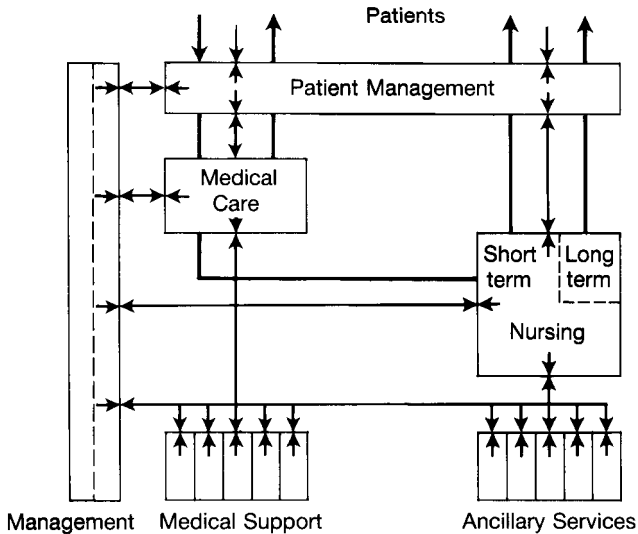 Patients
Patient Management
Medical
Care
Short
term
Long
term
Nursing
Management
Medical Support
Ancillary Services